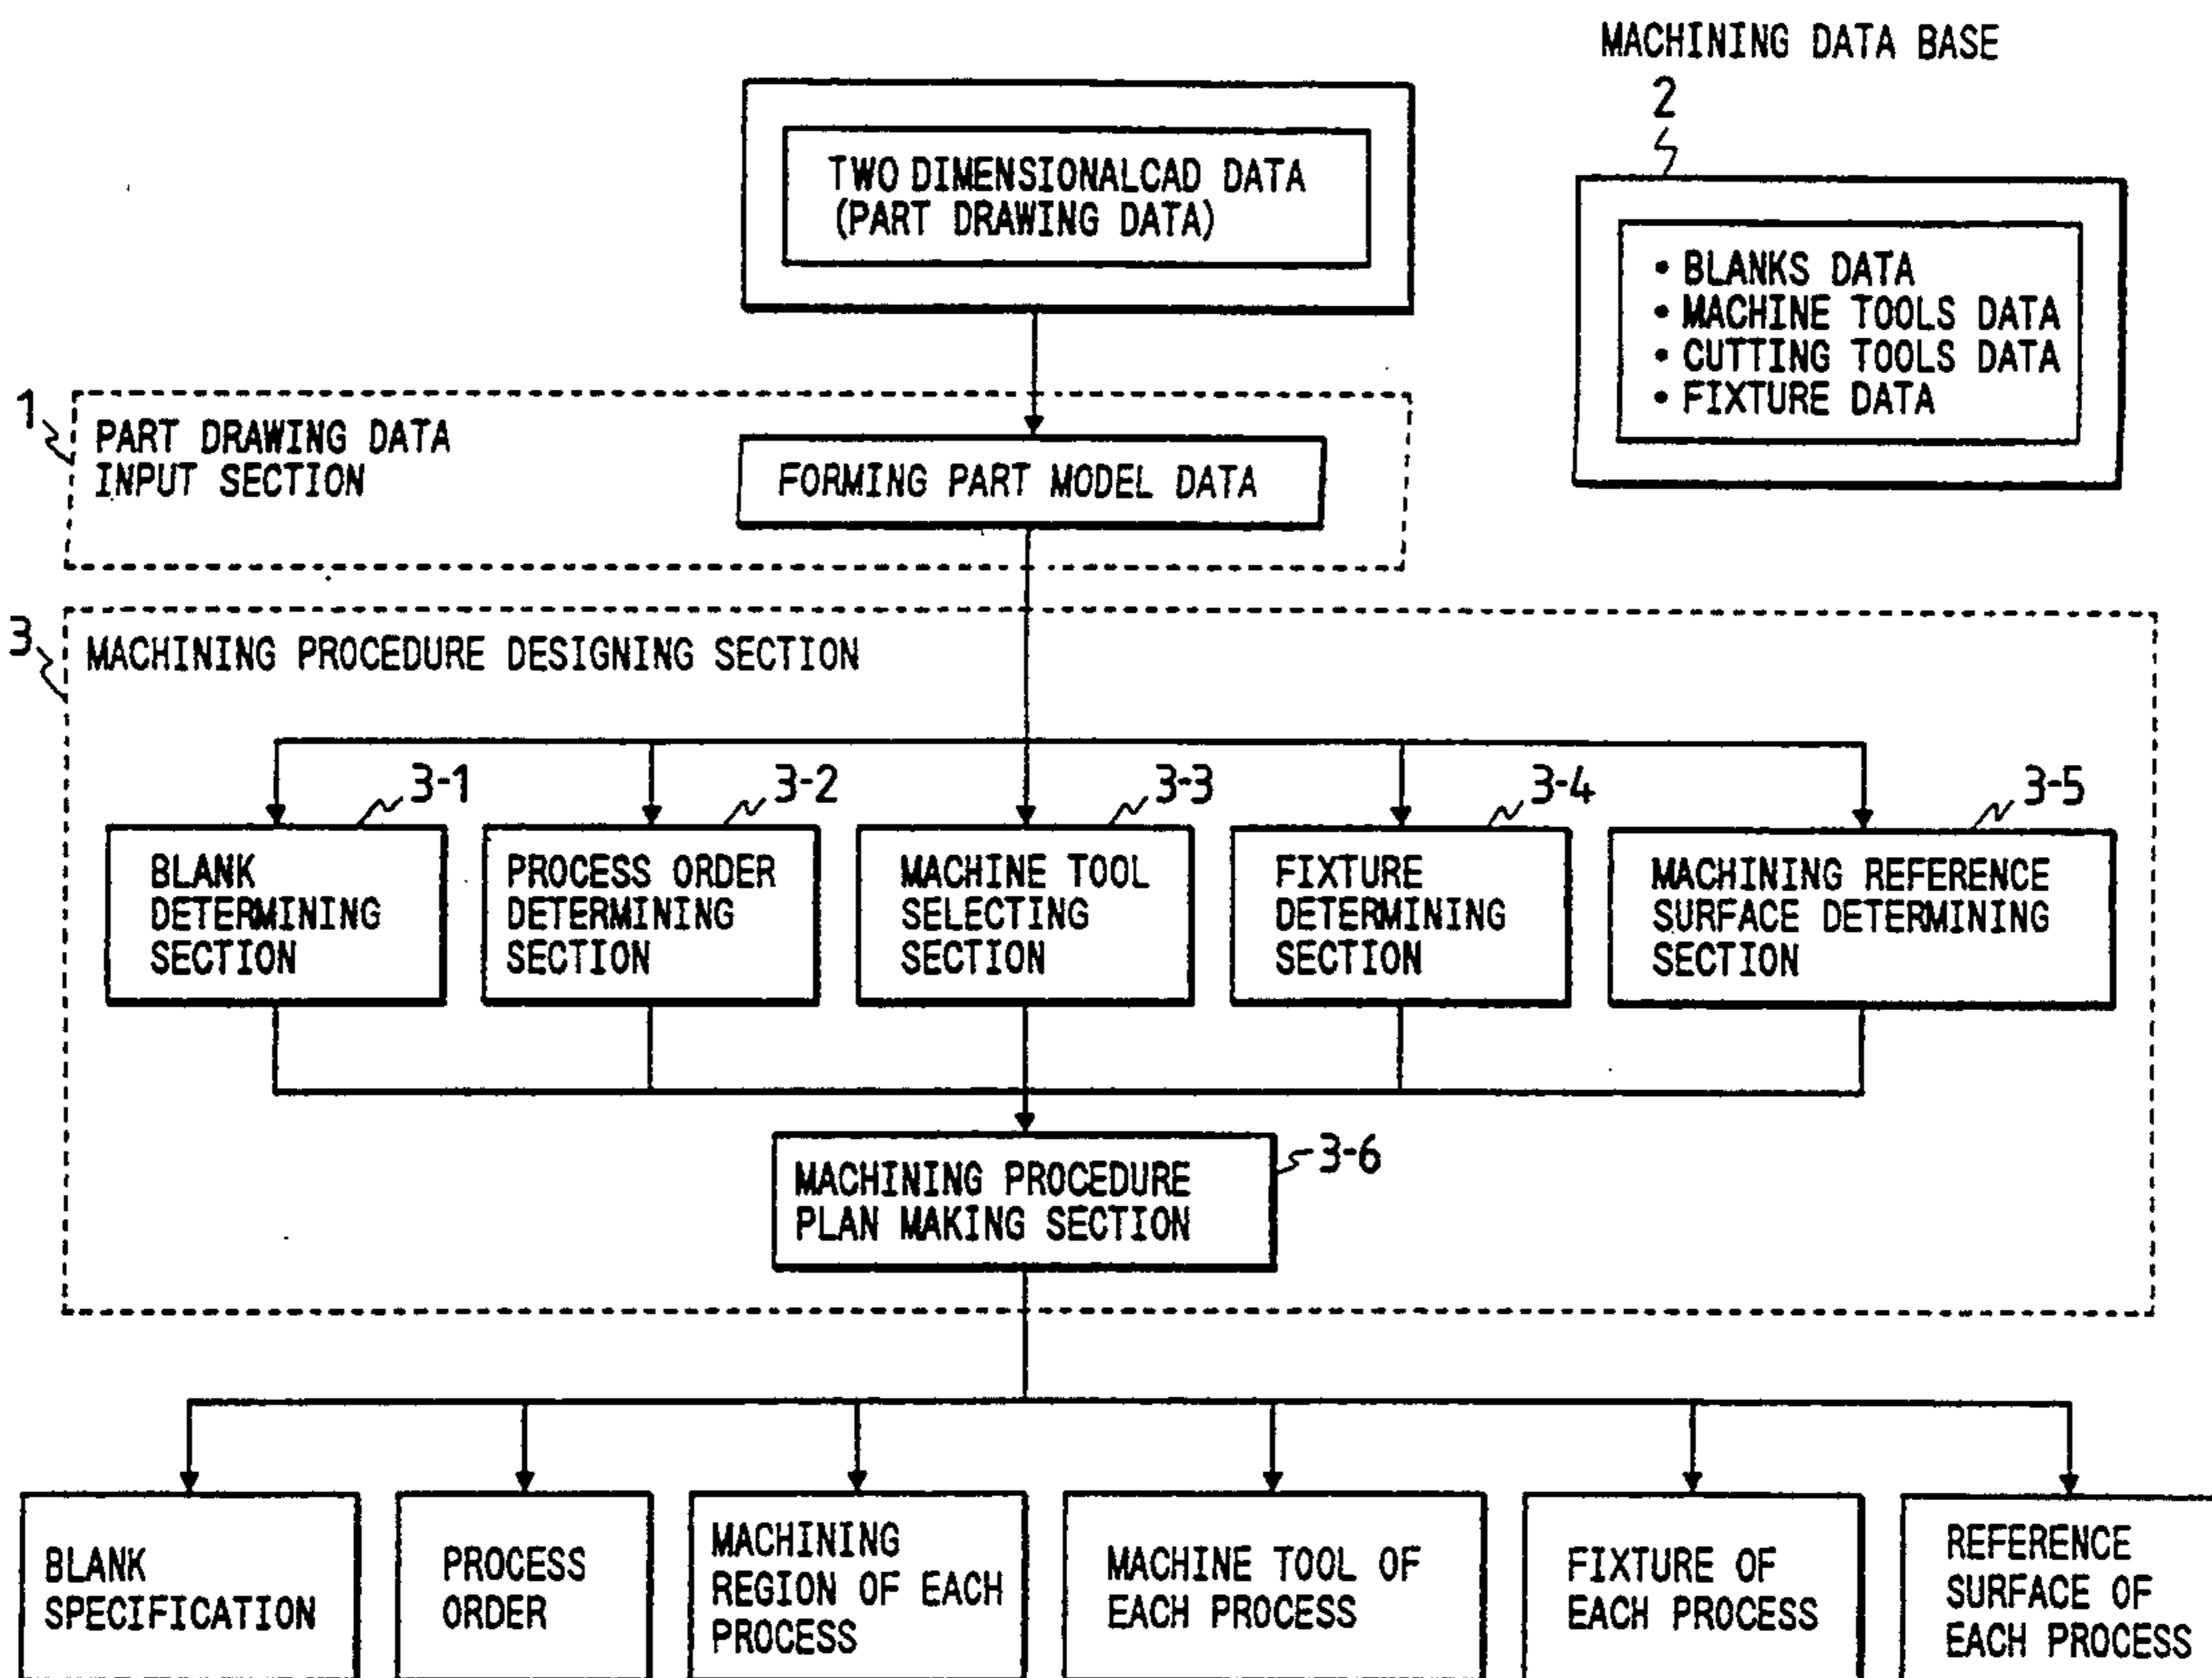 MACHINING DATA BASE
2
TWO DIMENSIONALCAD DATA
(PART DRAWING DATA)
• BLANKS DATA
• MACHINE TOOLS DATA
• CUTTING TOOLS DATA
• FIXTURE DATA
1
PART DRAWING DATA
INPUT SECTION
FORMING PART MODEL DATA
3
MACHINING PROCEDURE DESIGNING SECTION
3-1
BLANK
DETERMINING
SECTION
3-2
PROCESS ORDER
DETERMINING
SECTION
3-3
MACHINE TOOL
SELECTING
SECTION
3-4
FIXTURE
DETERMINING
SECTION
3-5
MACHINING REFERENCE
SURFACE DETERMINING
SECTION
3-6
MACHINING PROCEDURE
PLAN MAKING SECTION
BLANK
SPECIFICATION
PROCESS
ORDER
MACHINING
REGION OF EACH
PROCESS
MACHINE TOOL OF
EACH PROCESS
FIXTURE OF
EACH PROCESS
REFERENCE
SURFACE OF
EACH PROCESS